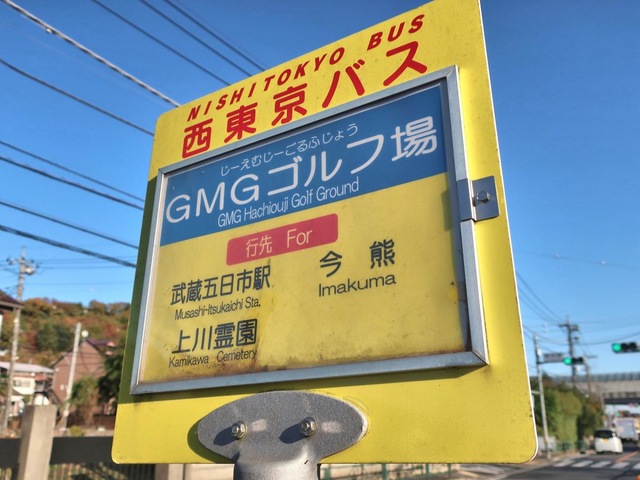 NISHITOKYO BUS
西東京バス
じーえむじーごるふじょう
GMGゴルフ場
GMG Hachiouji Golf Ground
行先 For
武蔵五日市駅
Musashi-Itsukaichi Sta.
上川霊園
Kamikawa Cemetery
今熊
Imakuma